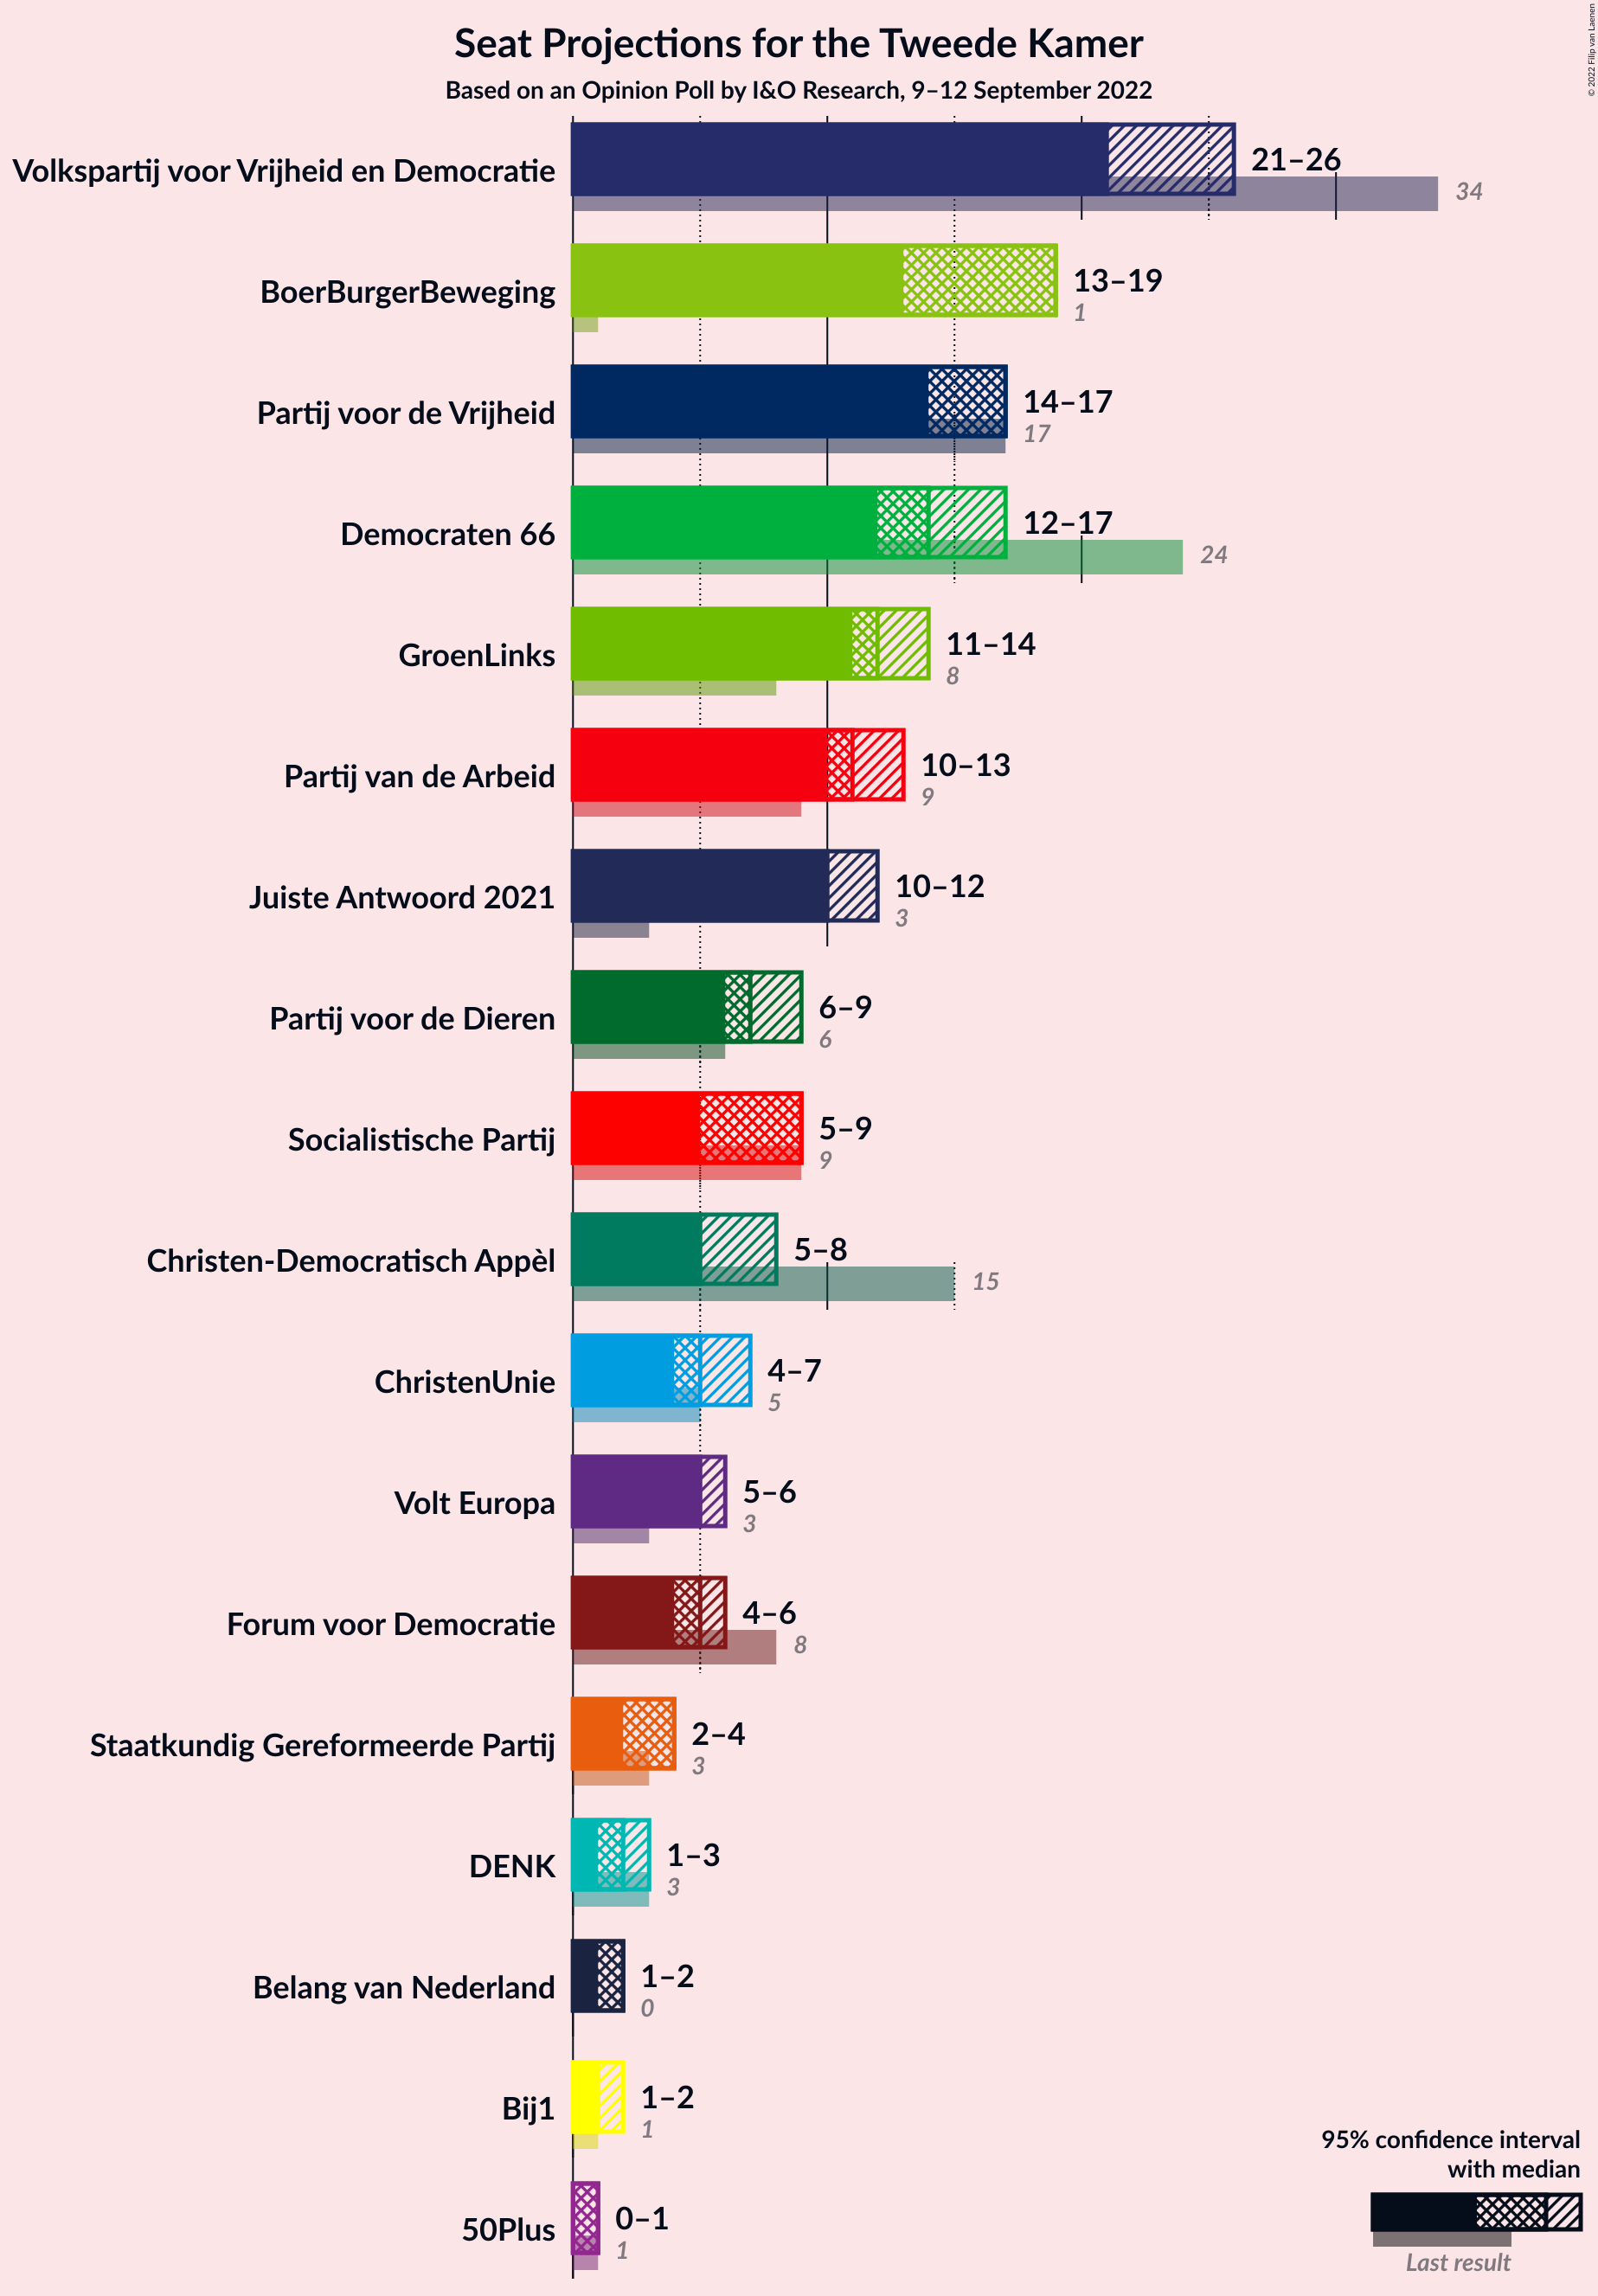 Seat Projections for the Tweede Kamer
Based on an Opinion Poll by I&O Research, 9–12 September 2022
© 2022 Filip van Laenen
Volkspartij voor Vrijheid en Democratie
21–26
34
BoerBurgerBeweging
13–19
1
Partij voor de Vrijheid
14–17
17
Democraten 66
12–17
24
GroenLinks
11–14
8
Partij van de Arbeid
10–13
9
Juiste Antwoord 2021
10–12
3
Partij voor de Dieren
6–9
6
Socialistische Partij
5–9
9
Christen-Democratisch Appèl
5–8
15
ChristenUnie
4–7
5
Volt Europa
5–6
3
Forum voor Democratie
4–6
8
Staatkundig Gereformeerde Partij
2–4
3
DENK
1–3
3
Belang van Nederland
1–2
0
Bij1
1–2
1
50Plus
0–1
1
95% confidence interval
with median
Last result